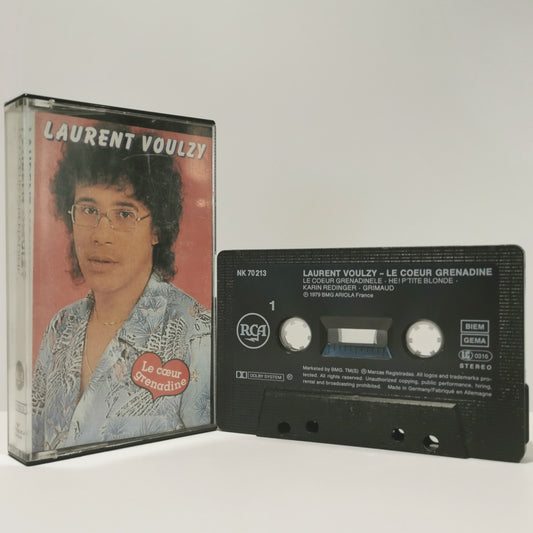 LAURENT VOULZY
Le cœur
grenadine
NK 70213
LAURENT VOULZY – LE COEUR GRENADINE
LE COEUR GRENADINELE - HE! P'TITE BLONDE -
KARIN REDINGER - GRIMAUD
℗ 1979 BMG ARIOLA France
1
RCA
BIEM
GEMA
LC 0316
STEREO
DOLBY SYSTEM
Marketed by BMG. TM(S) ® Marcas Registrades. All logos and trademarks pro-
tected. All rights reserved. Unauthorized copying, public performance, hiring,
rental and broadcasting prohibited.
Made in Germany/Fabriqué en Allemagne